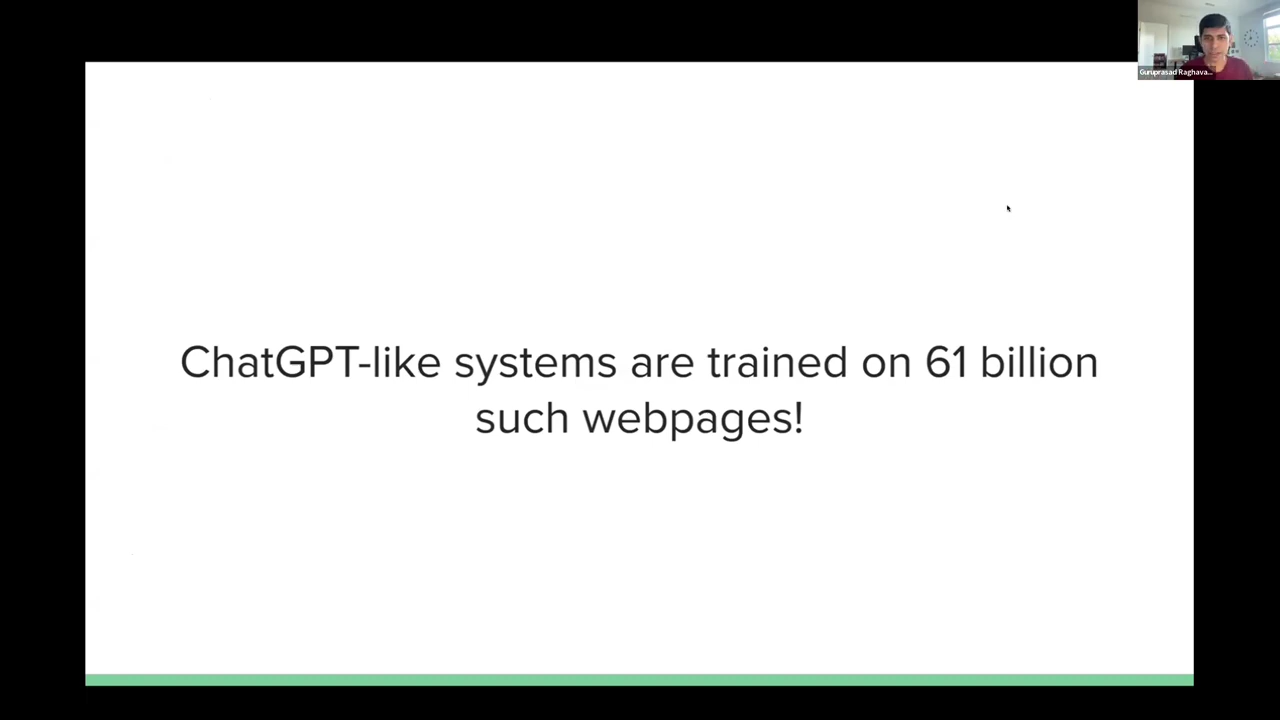 Guruprasad Raghava...
ChatGPT-like systems are trained on 61 billion
such webpages!